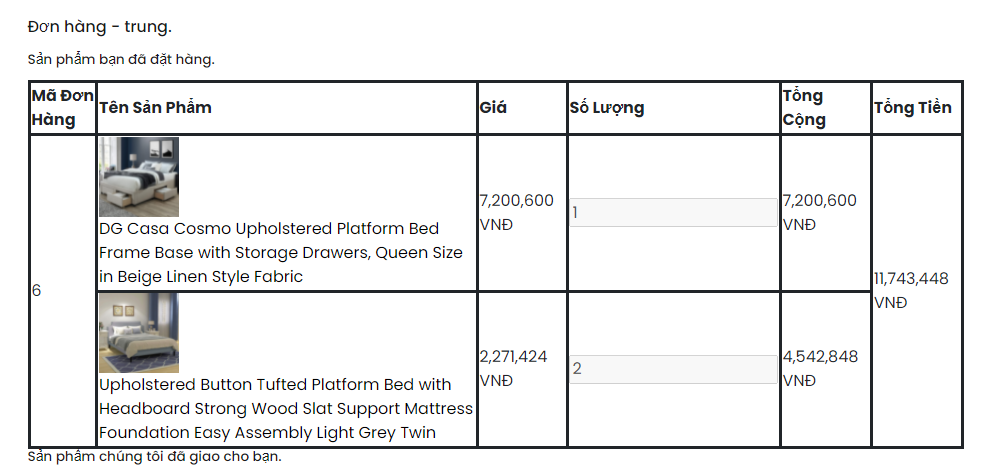 Đơn hàng - trung.
Sản phẩm bạn đã đặt hàng.
Mã Đơn Hàng
Tên Sản Phẩm
Giá
Số Lượng
Tổng Cộng
Tổng Tiền
6
DG Casa Cosmo Upholstered Platform Bed
Frame Base with Storage Drawers, Queen Size
in Beige Linen Style Fabric
7,200,600
VNĐ
1
7,200,600
VNĐ
11,743,448
VNĐ
Upholstered Button Tufted Platform Bed with
Headboard Strong Wood Slat Support Mattress
Foundation Easy Assembly Light Grey Twin
2,271,424
VNĐ
2
4,542,848
VNĐ
Sản phẩm chúng tôi đã giao cho bạn.